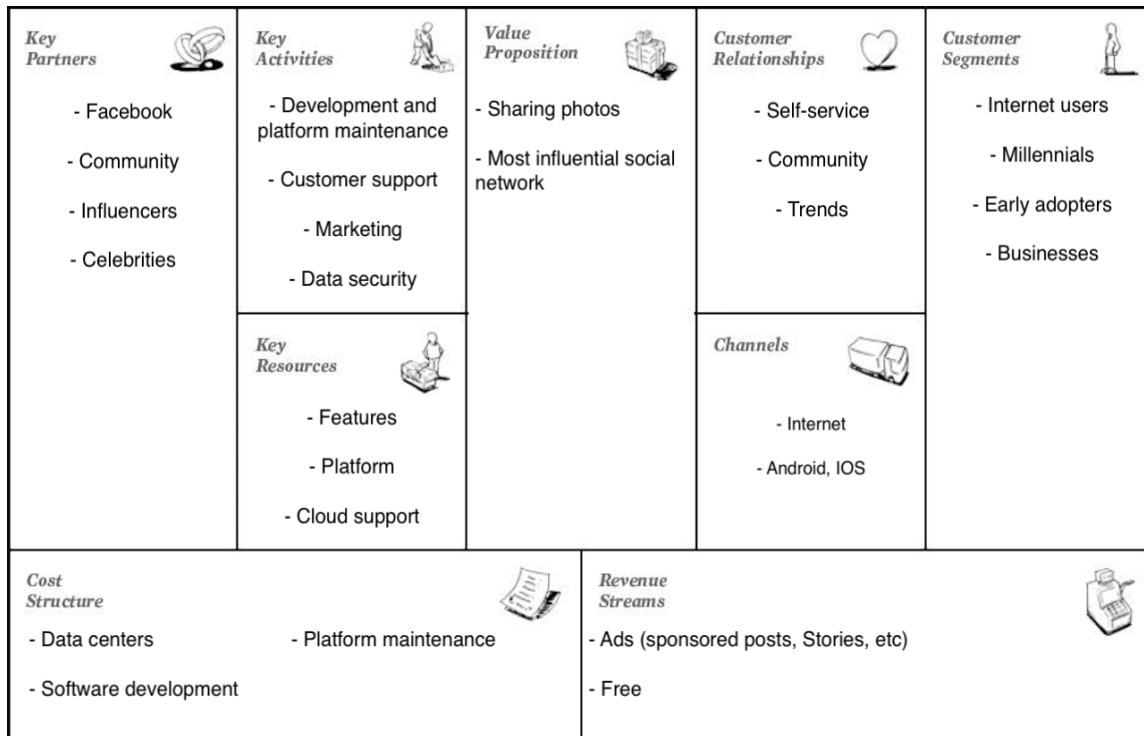 Key
Partners
- Facebook
- Community
- Influencers
- Celebrities
Key
Activities
- Development and
platform maintenance
- Customer support
- Marketing
- Data security
Key
Resources
- Features
- Platform
- Cloud support
Value
Proposition
- Sharing photos
- Most influential social
network
Customer
Relationships
- Self-service
- Community
- Trends
Channels
- Internet
- Android, IOS
Customer
Segments
- Internet users
- Millennials
- Early adopters
- Businesses
Cost
Structure
- Data centers
- Platform maintenance
- Software development
Revenue
Streams
- Ads (sponsored posts, Stories, etc)
- Free